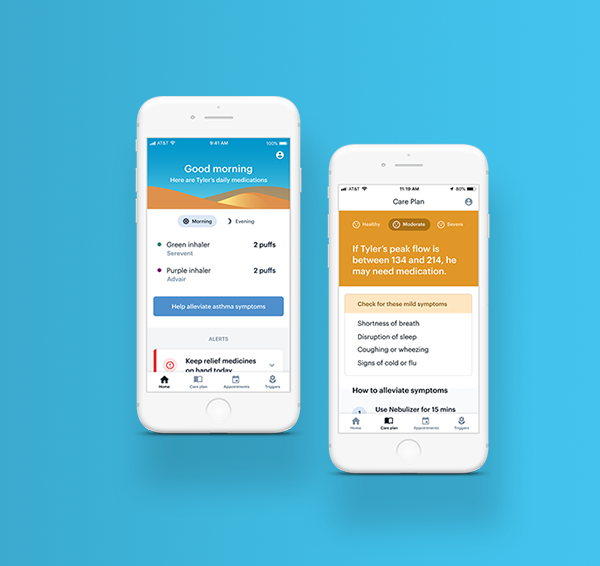 AT&T 9:41 AM 100%
Good morning
Here are Tyler's daily medications
Morning Evening
Green inhaler 2 puffs
Serevent
Purple inhaler 2 puffs
Advair
Help alleviate asthma symptoms
ALERTS
Keep relief medicines
on hand today
Home Care plan Appointments Triggers
AT&T 11:19 AM 80%
Care Plan
Healthy Moderate Severe
If Tyler's peak flow is
between 134 and 214, he
may need medication.
Check for these mild symptoms
Shortness of breath
Disruption of sleep
Coughing or wheezing
Signs of cold or flu
How to alleviate symptoms
1 Use Nebulizer for 15 mins
Home Care plan Appointments Triggers